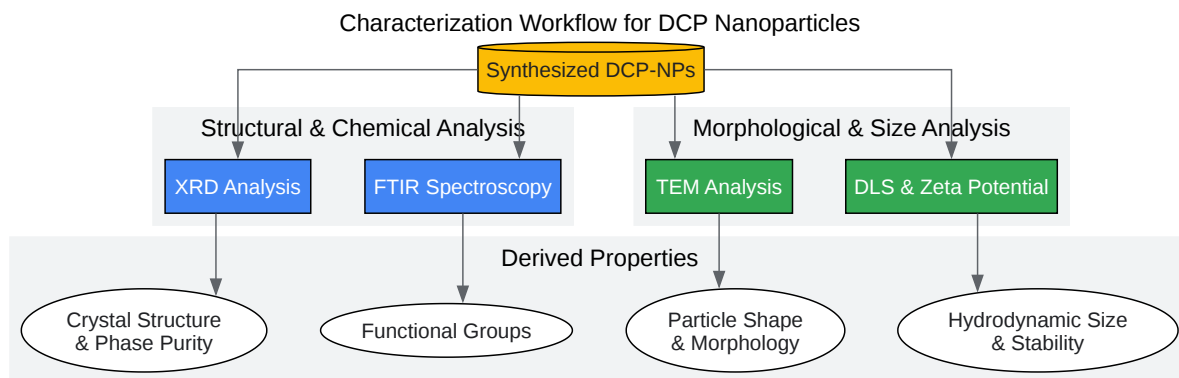 Characterization Workflow for DCP Nanoparticles
Synthesized DCP-NPs
Structural & Chemical Analysis
Morphological & Size Analysis
XRD Analysis
FTIR Spectroscopy
TEM Analysis
DLS & Zeta Potential
Derived Properties
Crystal Structure
& Phase Purity
Functional Groups
Particle Shape
& Morphology
Hydrodynamic Size
& Stability